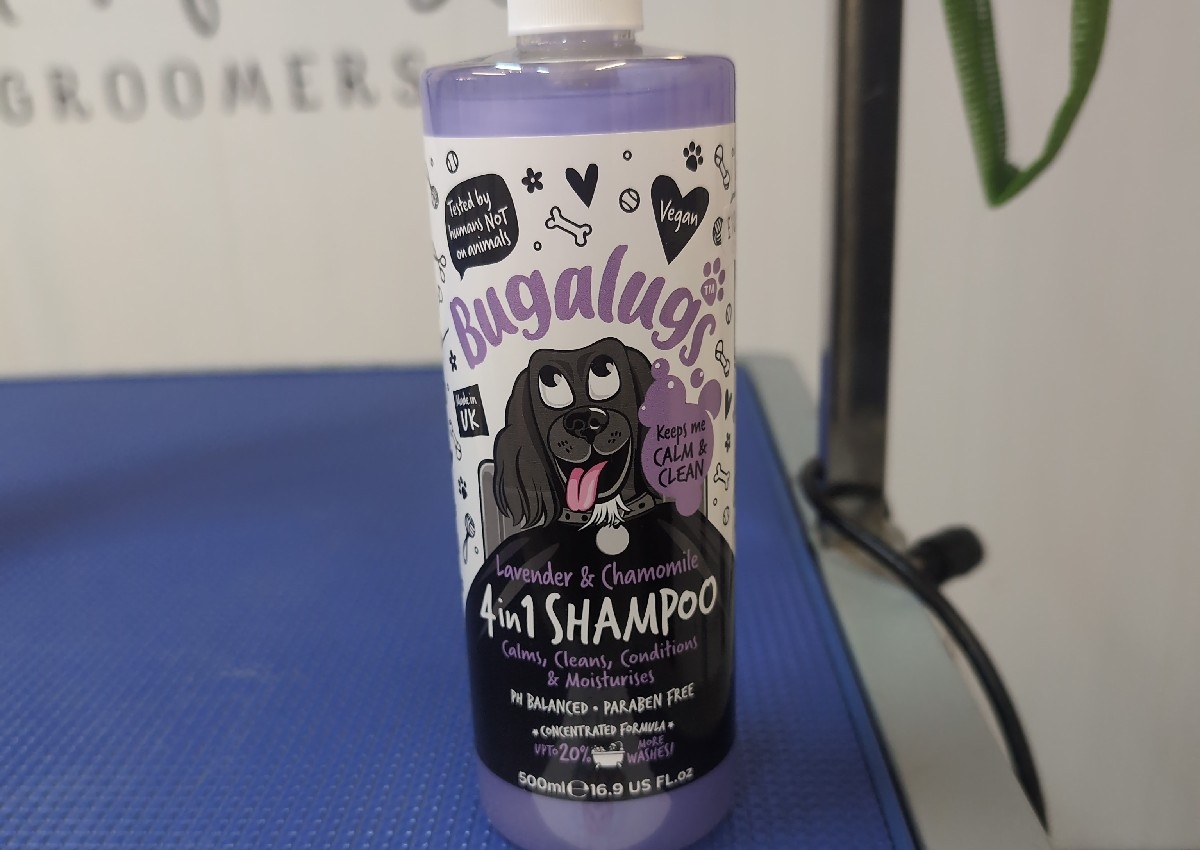 GROOMERS
Tested by
humans NOT
on animals
Vegan
Bugalugs
TM
Made in
UK
Keeps me
CALM &
CLEAN
Lavender & Chamomile
4in1 SHAMPOO
Calms, Cleans, Conditions
& Moisturises
PH BALANCED • PARABEN FREE
CONCENTRATED FORMULA
UP TO 20% MORE
WASHES!
500ml ℮ 16.9 US FL.oz